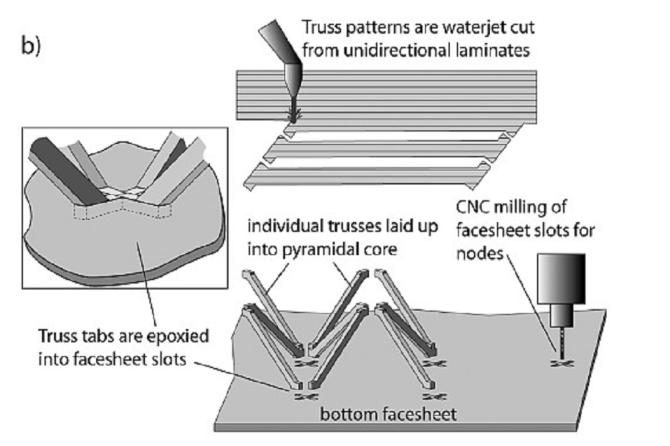 b)
Truss patterns are waterjet cut
from unidirectional laminates
individual trusses laid up
into pyramidal core
CNC milling of
facesheet slots for
nodes
Truss tabs are epoxied
into facesheet slots
bottom facesheet